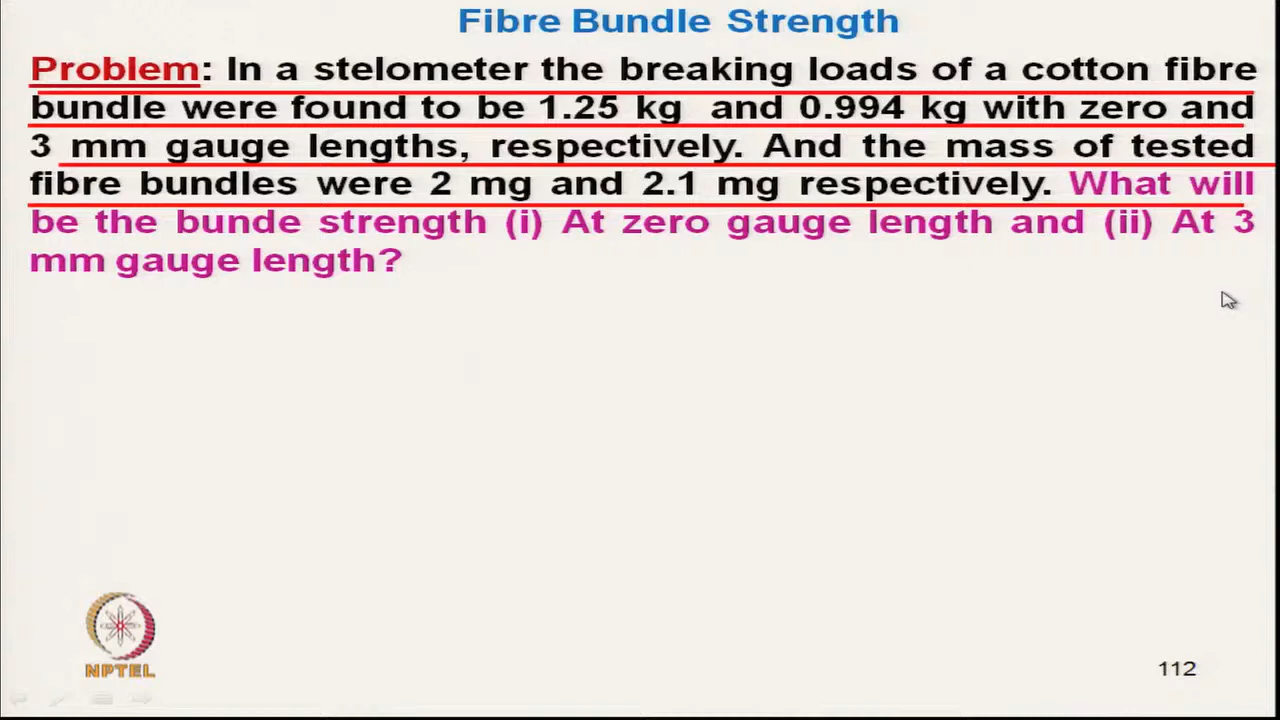 Fibre Bundle Strength
Problem: In a stelometer the breaking loads of a cotton fibre
bundle were found to be 1.25 kg and 0.994 kg with zero and
3 mm gauge lengths, respectively. And the mass of tested
fibre bundles were 2 mg and 2.1 mg respectively. What will
be the bunde strength (i) At zero gauge length and (ii) At 3
mm gauge length?
NPTEL
112